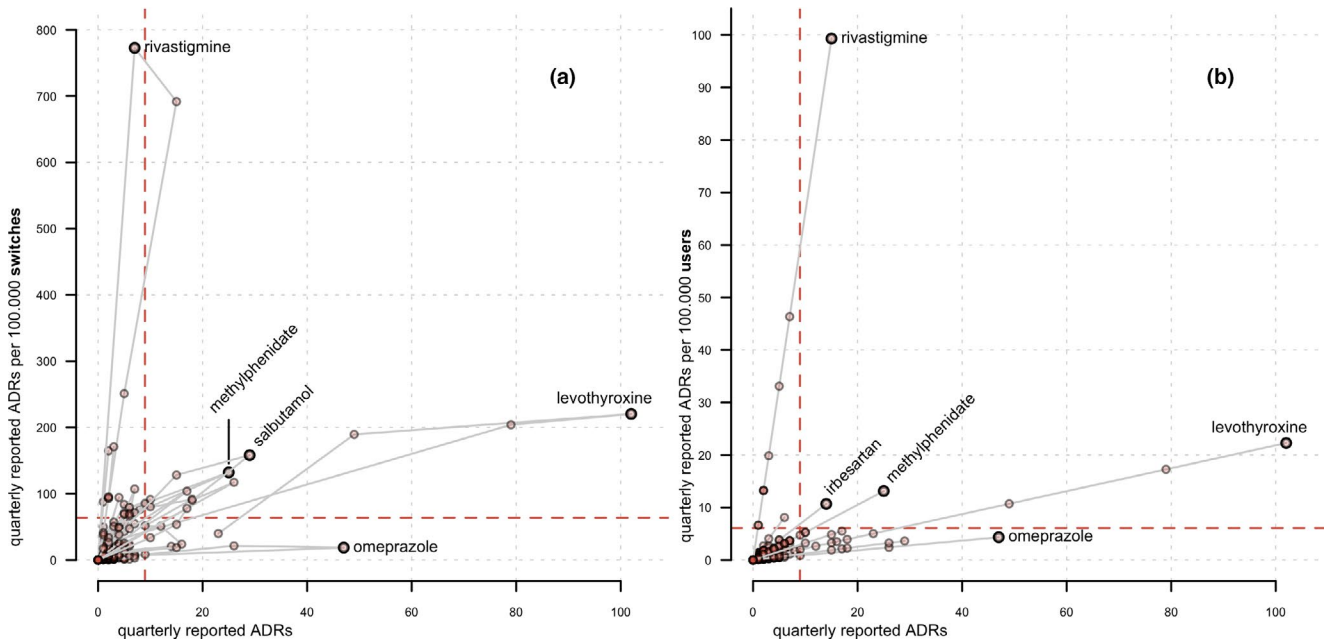 (a)
800
700
600
500
400
300
200
100
0
quarterly reported ADRs per 100.000 switches
rivastigmine
methylphenidate
salbutamol
levothyroxine
omeprazole
0 20 40 60 80 100
quarterly reported ADRs
(b)
100
90
80
70
60
50
40
30
20
10
0
quarterly reported ADRs per 100.000 users
rivastigmine
irbesartan
methylphenidate
levothyroxine
omeprazole
0 20 40 60 80 100
quarterly reported ADRs